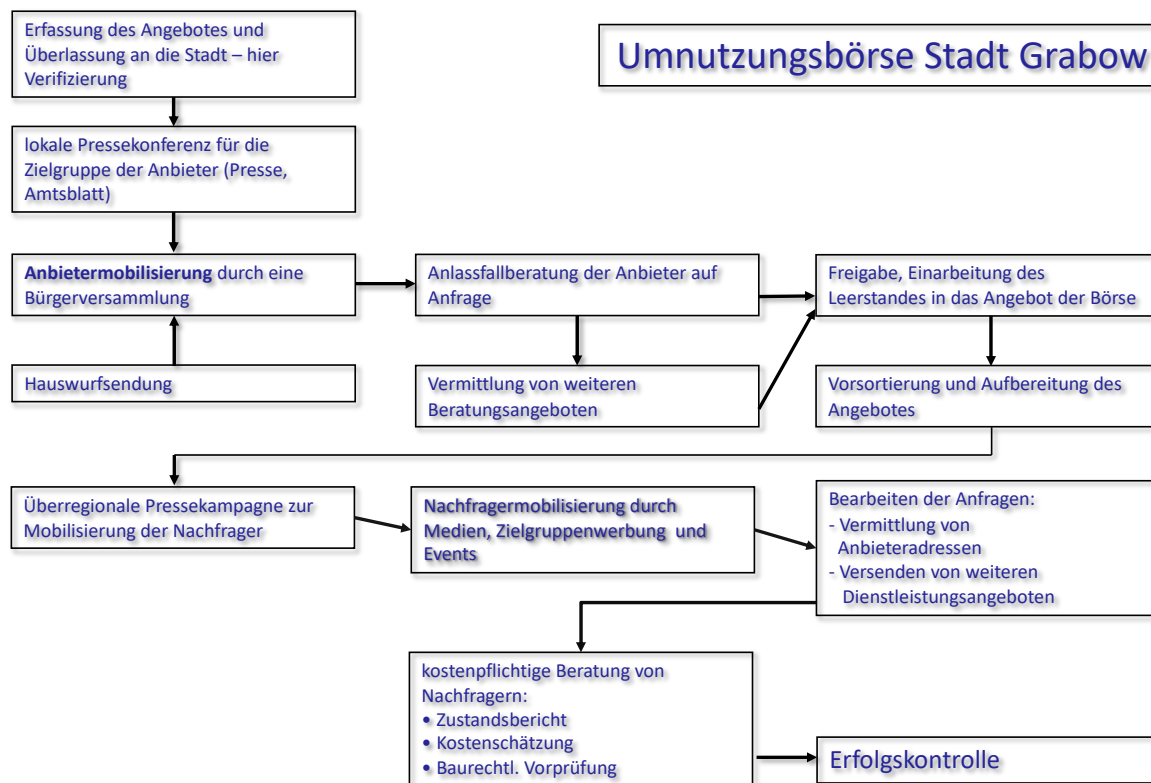 Umnutzungsbörse Stadt Grabow
Erfassung des Angebotes und
Überlassung an die Stadt – hier
Verifizierung
lokale Pressekonferenz für die
Zielgruppe der Anbieter (Presse,
Amtsblatt)
Anbietermobilisierung durch eine
Bürgerversammlung
Hauswurfsendung
Anlassfallberatung der Anbieter auf
Anfrage
Vermittlung von weiteren
Beratungsangeboten
Freigabe, Einarbeitung des
Leerstandes in das Angebot der Börse
Vorsortierung und Aufbereitung des
Angebotes
Überregionale Pressekampagne zur
Mobilisierung der Nachfrager
Nachfragermobilisierung durch
Medien, Zielgruppenwerbung und
Events
Bearbeiten der Anfragen:
- Vermittlung von
Anbieteradressen
- Versenden von weiteren
Dienstleistungsangeboten
kostenpflichtige Beratung von
Nachfragern:
• Zustandsbericht
• Kostenschätzung
• Baurechtl. Vorprüfung
Erfolgskontrolle